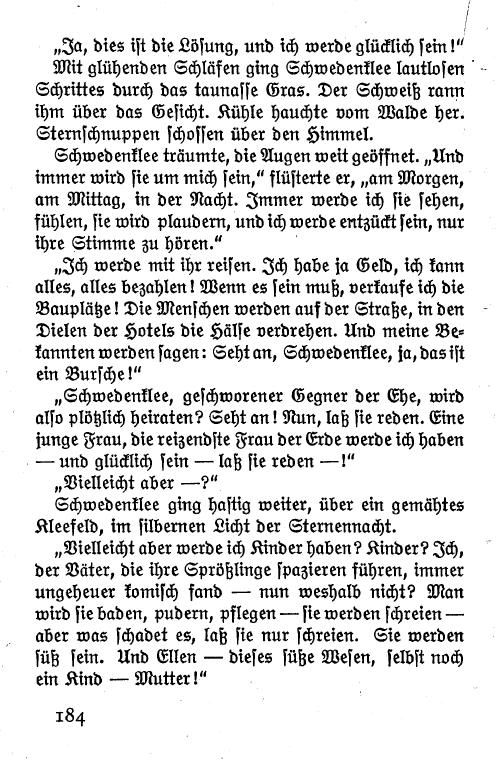 „Ja, dies ist die Lösung, und ich werde glücklich sein!“
Mit glühenden Schläfen ging Schwedenklee lautlosen
Schrittes durch das taunasse Gras. Der Schweiß rann
ihm über das Gesicht. Kühle hauchte vom Walde her.
Sternschnuppen schossen über den Himmel.
Schwedenklee träumte, die Augen weit geöffnet. „Und
immer wird sie um mich sein,“ flüsterte er, „am Morgen,
am Mittag, in der Nacht. Immer werde ich sie sehen,
fühlen, sie wird plaudern, und ich werde entzückt sein, nur
ihre Stimme zu hören.“
„Ich werde mit ihr reisen. Ich habe ja Geld, ich kann
alles, alles bezahlen! Wenn es sein muß, verkaufe ich die
Bauplätze! Die Menschen werden auf der Straße, in den
Dielen der Hotels die Hälse verdrehen. Und meine Be-
kannten werden sagen: Seht an, Schwedenklee, ja, das ist
ein Bursche!“
„Schwedenklee, geschworener Gegner der Ehe, wird
also plötzlich heiraten? Seht an! Nun, laß sie reden. Eine
junge Frau, die reizendste Frau der Erde werde ich haben
— und glücklich sein — laß sie reden —!“
„Vielleicht aber —?“
Schwedenklee ging hastig weiter, über ein gemähtes
Kleefeld, im silbernen Licht der Sternennacht.
„Vielleicht aber werde ich Kinder haben? Kinder? Ich,
der Väter, die ihre Sprößlinge spazieren führen, immer
ungeheuer komisch fand — nun weshalb nicht? Man
wird sie baden, pudern, pflegen — sie werden schreien —
aber was schadet es, laß sie nur schreien. Sie werden
süß sein. Und Ellen — dieses süße Wesen, selbst noch
ein Kind — Mutter!“
184